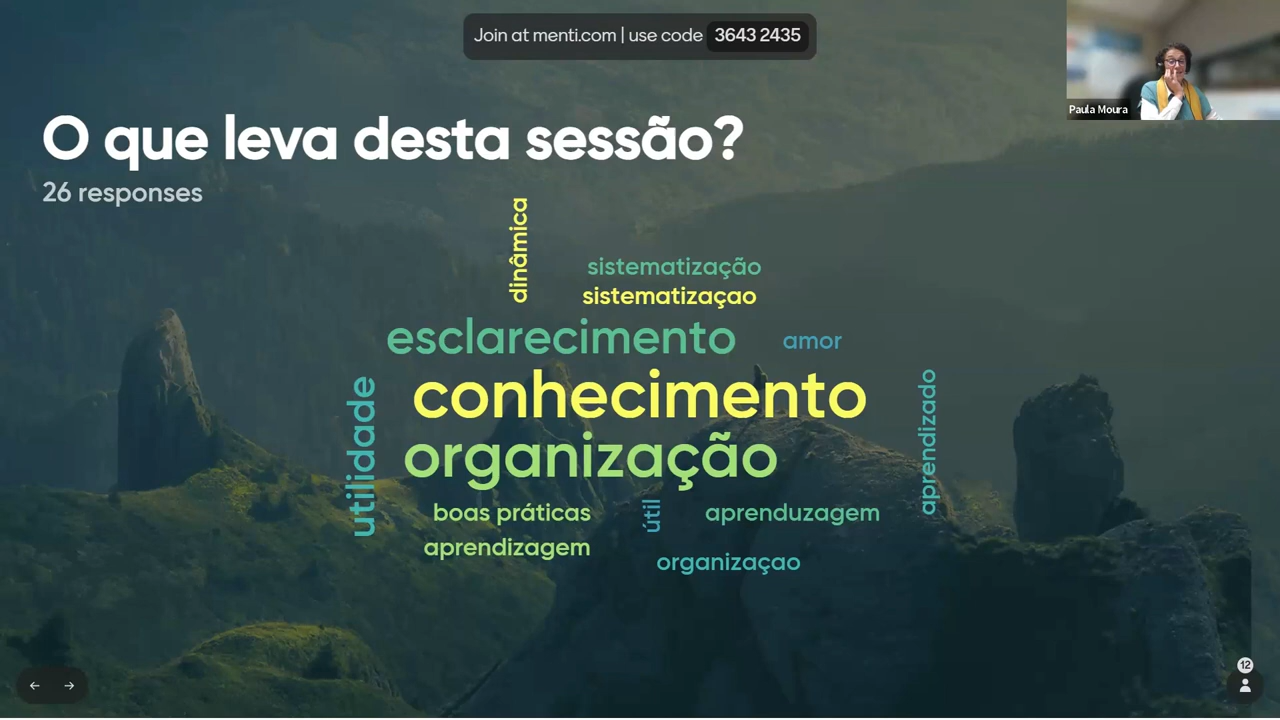 Join at menti.com | use code 3643 2435
Paula Moura
O que leva desta sessão?
26 responses
dinâmica
sistematização
sistematizaçao
esclarecimento
amor
conhecimento
utilidade
aprendizado
organização
boas práticas
útil
aprenduzagem
aprendizagem
organizaçao
12